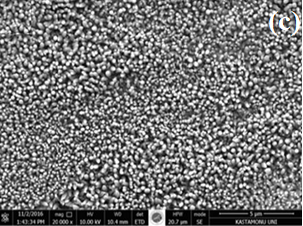 (c)
11/2/2016 mag HV WD det HFW mode 5 µm
1:43:34 PM 20 000 x 10.00 kV 10.4 mm ETD 20.7 µm SE KASTAMONU UNI